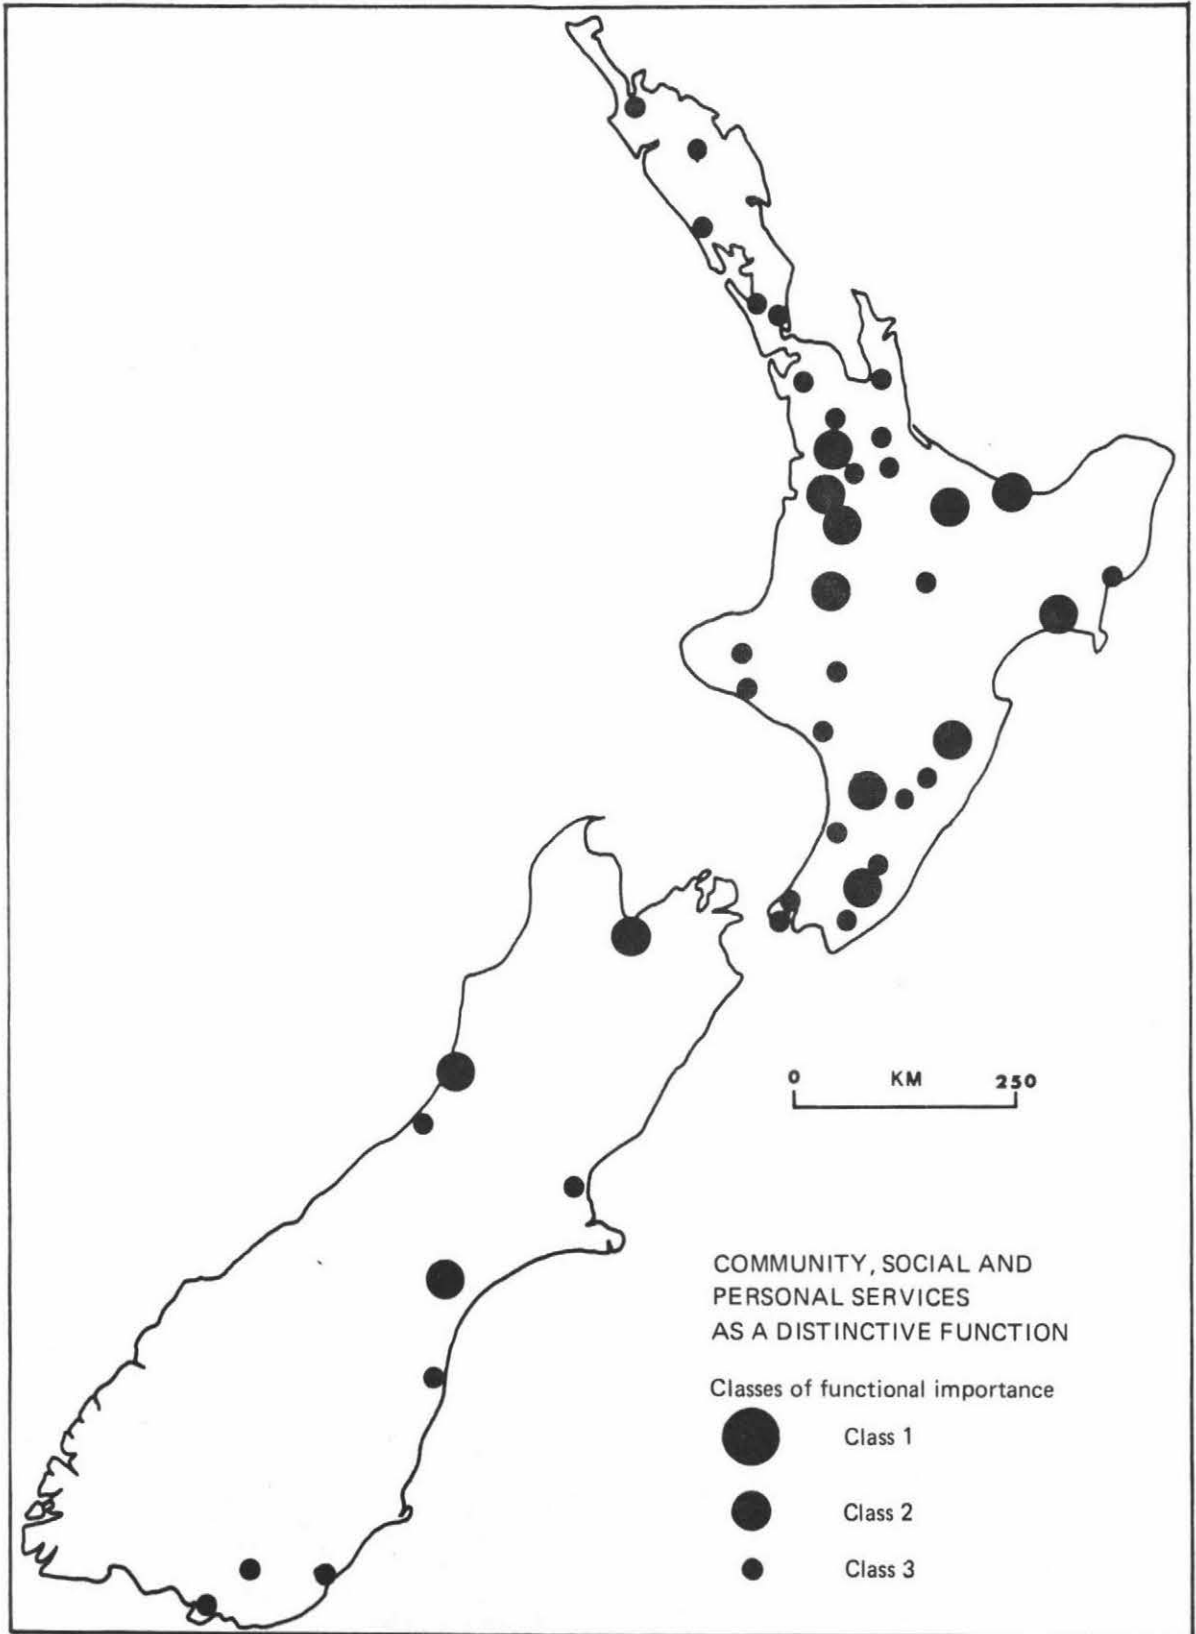 0 KM 250
COMMUNITY, SOCIAL AND
PERSONAL SERVICES
AS A DISTINCTIVE FUNCTION
Classes of functional importance
Class 1
Class 2
Class 3